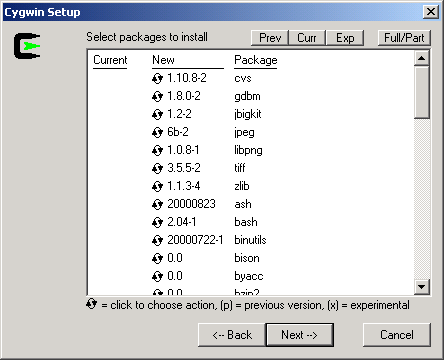 Cygwin Setup
Select packages to install Prev Curr Exp Full/Part
Current New Package
1.10.8-2 cvs
1.8.0-2 gdbm
1.2-2 jbigkit
6b-2 jpeg
1.0.8-1 libpng
3.5.5-2 tiff
1.1.3-4 zlib
20000823 ash
2.04-1 bash
20000722-1 binutils
0.0 bison
0.0 byacc
0.0 bzip2
= click to choose action, (p) = previous version, (x) = experimental
<-- Back Next --> Cancel